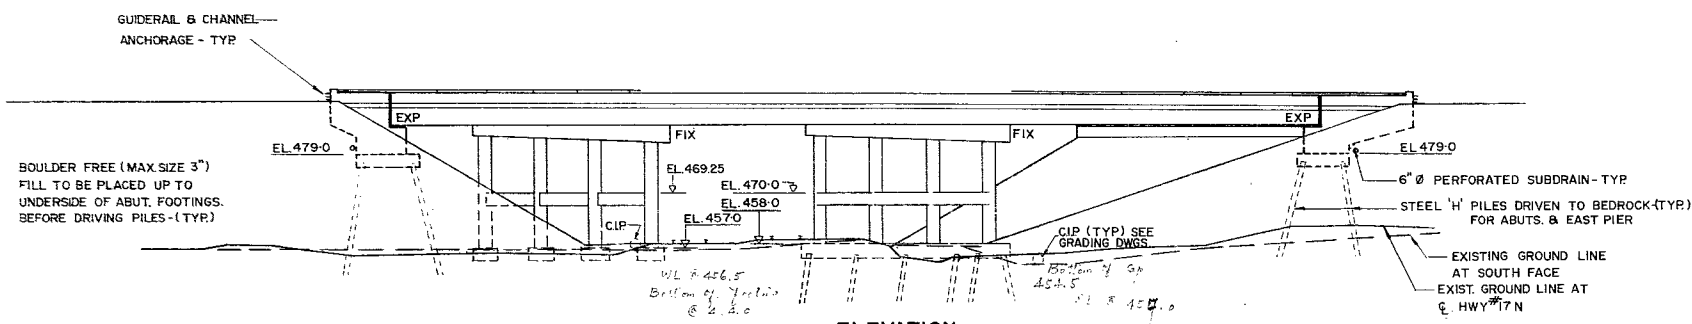 GUIDERAIL & CHANNEL
ANCHORAGE - TYP.
EXP
FIX
FIX
EXP
EL. 479·0
EL. 479·0
BOULDER FREE (MAX. SIZE 3")
FILL TO BE PLACED UP TO
UNDERSIDE OF ABUT. FOOTINGS.
BEFORE DRIVING PILES-(TYP.)
EL. 469.25
EL. 470·0
EL. 458·0
EL. 457·0
C.I.P.
6" Ø PERFORATED SUBDRAIN-TYP.
STEEL 'H' PILES DRIVEN TO BEDROCK-(TYP.)
FOR ABUTS. & EAST PIER
C.I.P. (TYP.) SEE
GRADING DWGS.
WL @ 456.5
Bottom of
@
Bottom of
454.5
EXISTING GROUND LINE
AT SOUTH FACE
EXIST. GROUND LINE AT
℄ HWY #17 N
ELEVATION